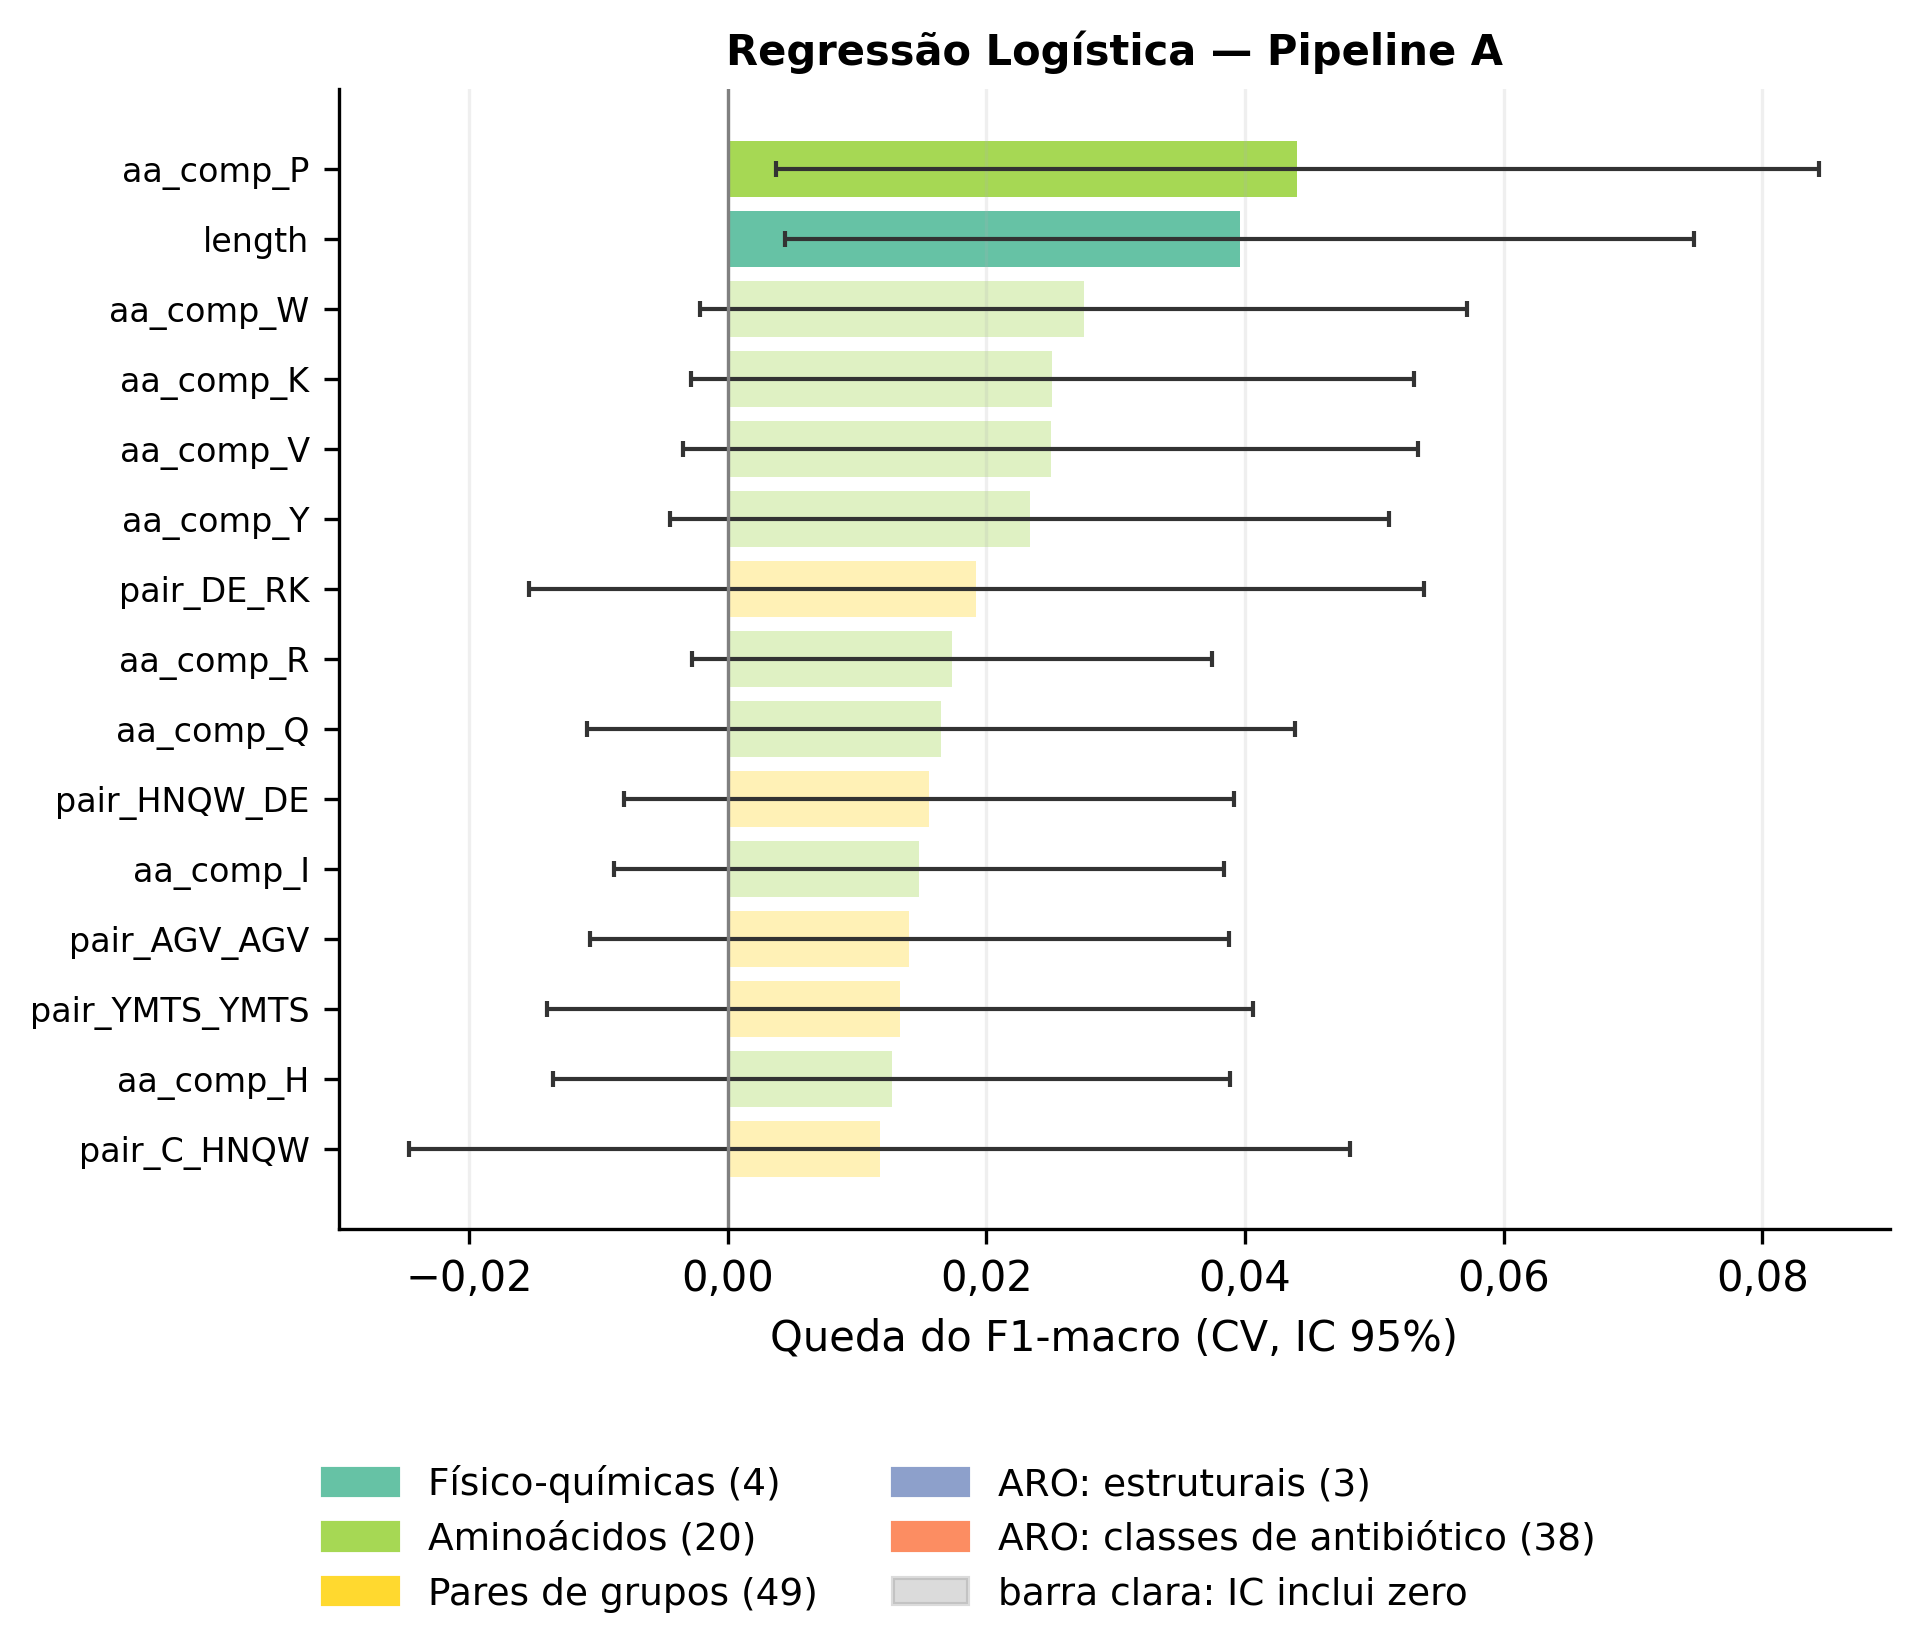 Regressão Logística — Pipeline A
aa_comp_P
length
aa_comp_W
aa_comp_K
aa_comp_V
aa_comp_Y
pair_DE_RK
aa_comp_R
aa_comp_Q
pair_HNQW_DE
aa_comp_I
pair_AGV_AGV
pair_YMTS_YMTS
aa_comp_H
pair_C_HNQW
−0,02 0,00 0,02 0,04 0,06 0,08
Queda do F1-macro (CV, IC 95%)
Físico-químicas (4)
Aminoácidos (20)
Pares de grupos (49)
ARO: estruturais (3)
ARO: classes de antibiótico (38)
barra clara: IC inclui zero